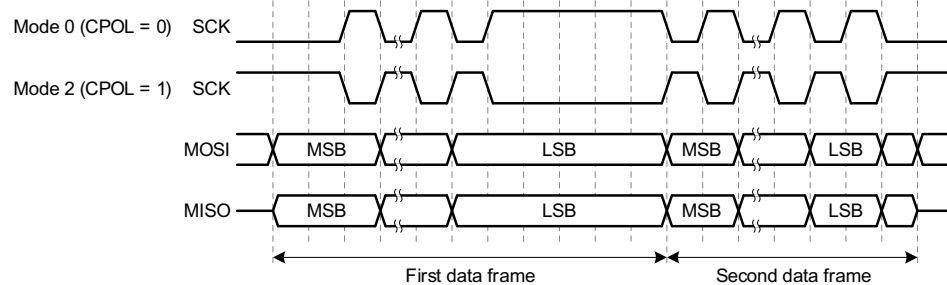 Mode 0 (CPOL = 0) SCK
Mode 2 (CPOL = 1) SCK
MOSI MSB LSB MSB LSB
MISO MSB LSB MSB LSB
First data frame Second data frame